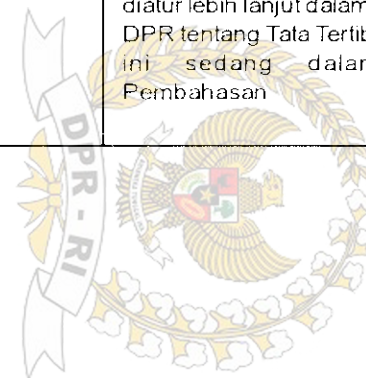 diatur lebih lanjut dalam
DPR tentang Tata Tertib
ini sedang dalam
Pembahasan
DPR - RI